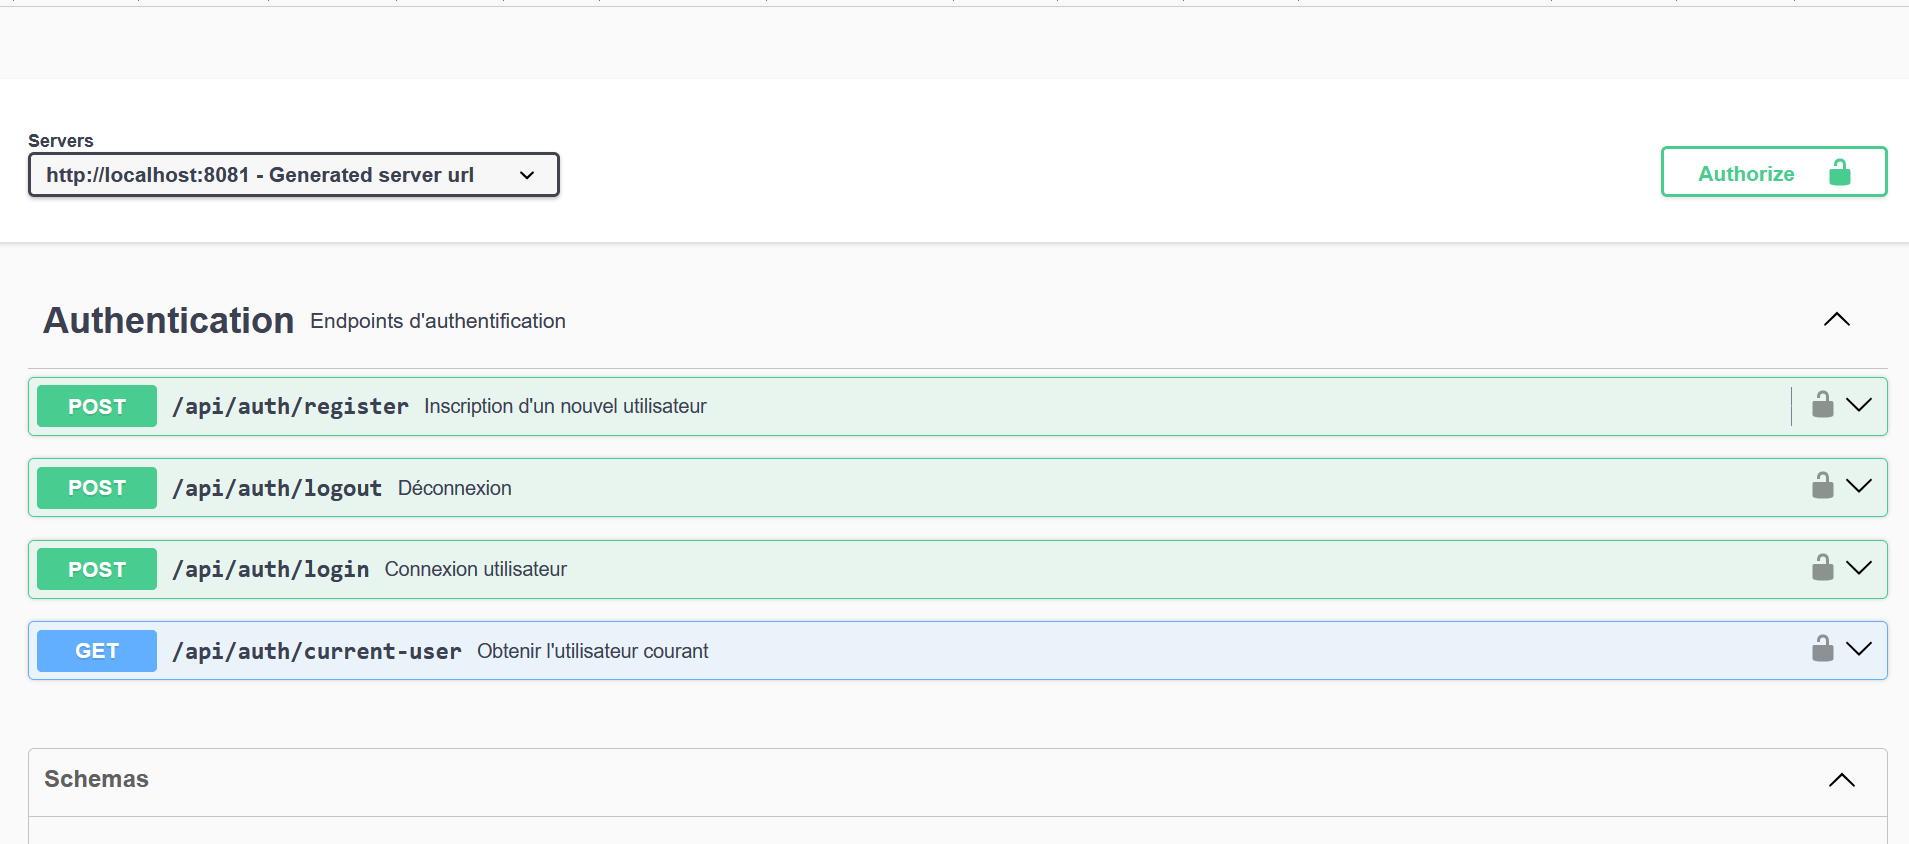 Servers
http://localhost:8081 - Generated server url
Authorize
Authentication Endpoints d'authentification
POST /api/auth/register Inscription d'un nouvel utilisateur
POST /api/auth/logout Déconnexion
POST /api/auth/login Connexion utilisateur
GET /api/auth/current-user Obtenir l'utilisateur courant
Schemas